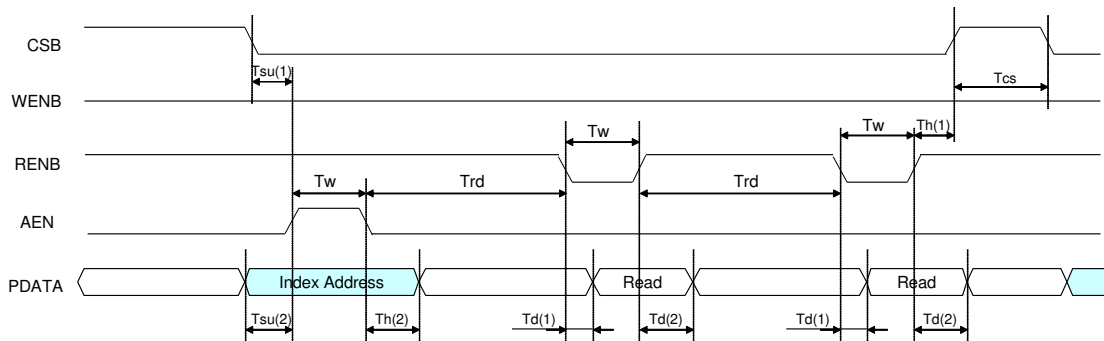 CSB
Tsu(1)
Tcs
WENB
Tw
Tw
Th(1)
RENB
Tw
Trd
Trd
AEN
PDATA
Index Address
Read
Read
Tsu(2)
Th(2)
Td(1)
Td(2)
Td(1)
Td(2)